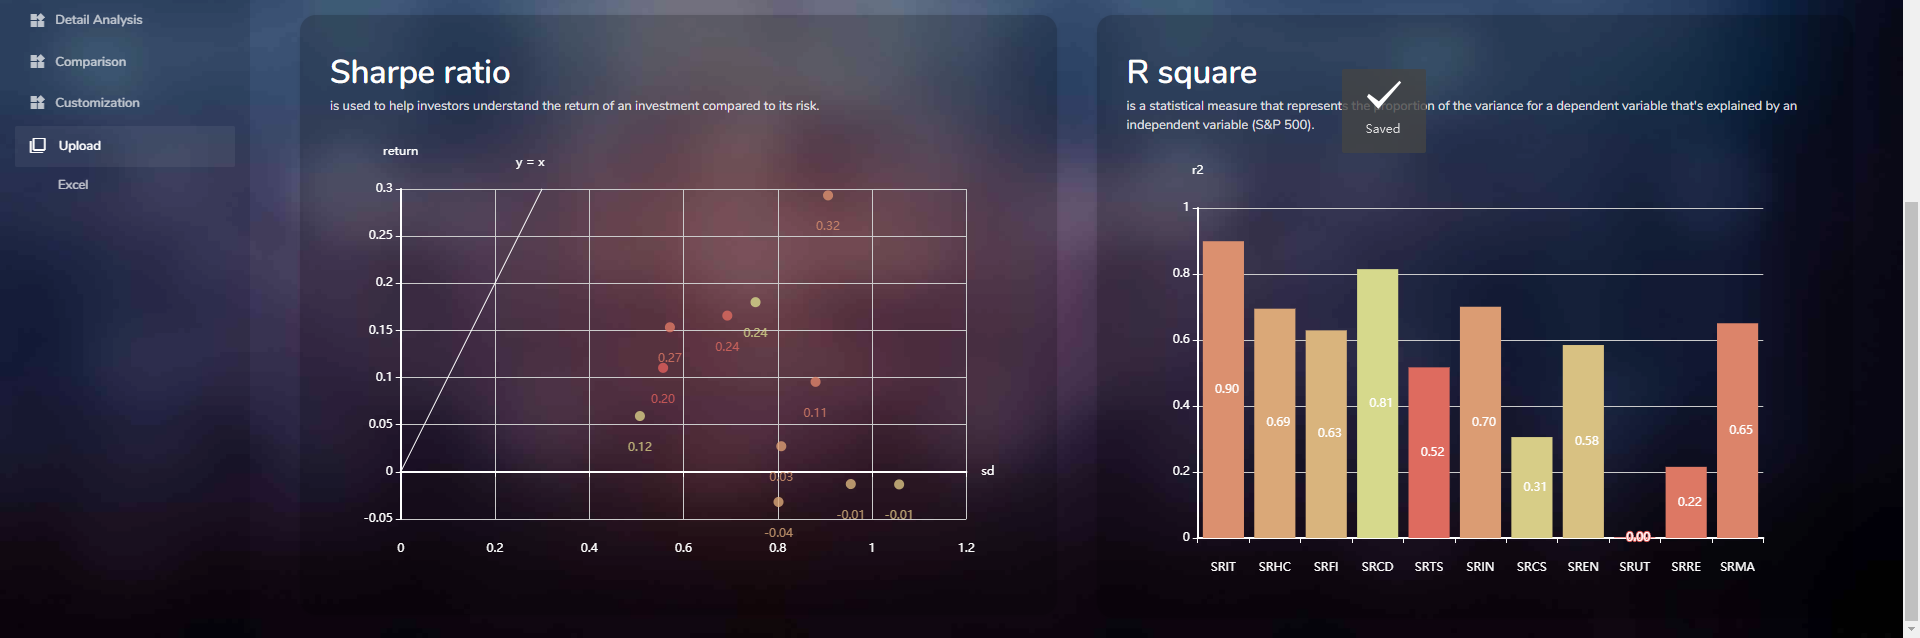 Detail Analysis
Comparison
Customization
Upload
Excel
Sharpe ratio
is used to help investors understand the return of an investment compared to its risk.
return
y = x
0.3
0.25
0.2
0.15
0.1
0.05
0
-0.05
0
0.2
0.4
0.6
0.8
1
1.2
sd
0.32
0.24
0.24
0.27
0.20
0.11
0.12
0.03
-0.01
-0.01
-0.04
R square
is a statistical measure that represents the proportion of the variance for a dependent variable that's explained by an
independent variable (S&P 500).
Saved
r2
1
0.8
0.6
0.4
0.2
0
0.90
0.69
0.63
0.81
0.52
0.70
0.31
0.58
0.00
0.22
0.65
SRIT
SRHC
SRFI
SRCD
SRTS
SRIN
SRCS
SREN
SRUT
SRRE
SRMA